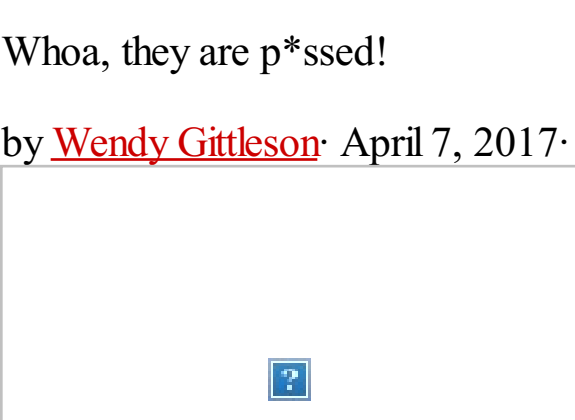 Whoa, they are p*ssed!
by Wendy Gittleson· April 7, 2017·
?